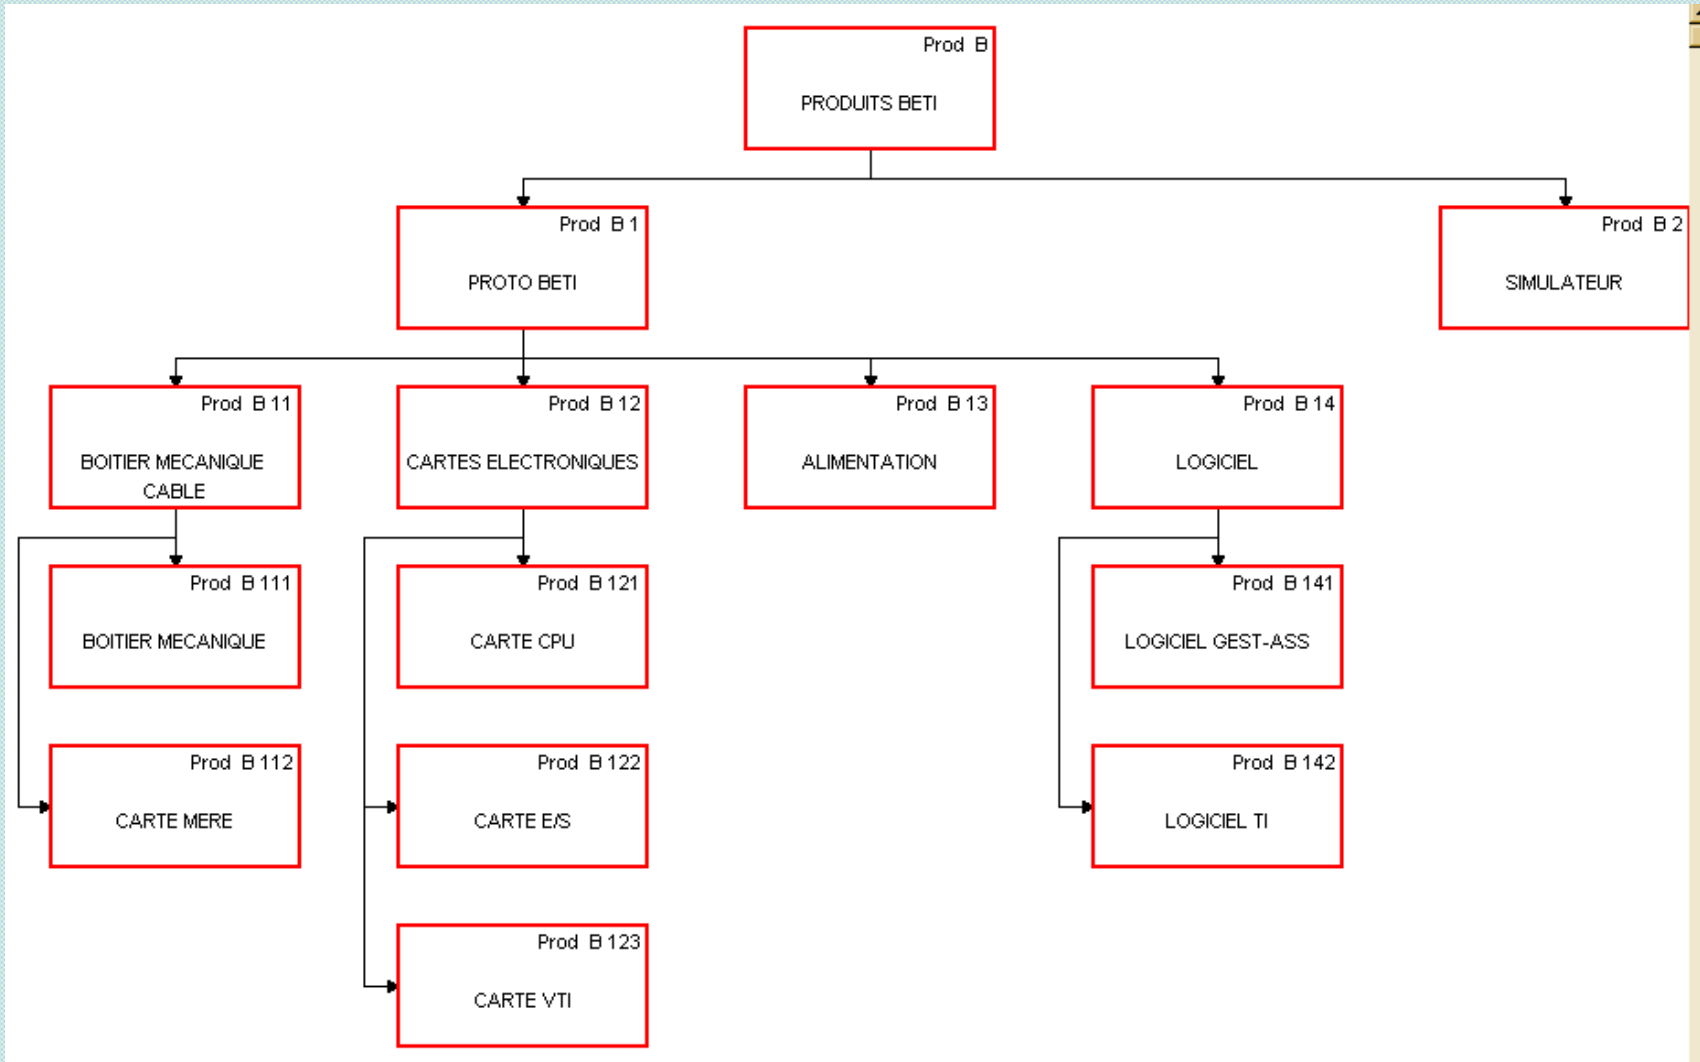 Prod B
PRODUITS BETI
Prod B 1
PROTO BETI
Prod B 2
SIMULATEUR
Prod B 11
BOITIER MECANIQUE
CABLE
Prod B 12
CARTES ELECTRONIQUES
Prod B 13
ALIMENTATION
Prod B 14
LOGICIEL
Prod B 111
BOITIER MECANIQUE
Prod B 121
CARTE CPU
Prod B 141
LOGICIEL GEST-ASS
Prod B 112
CARTE MERE
Prod B 122
CARTE E/S
Prod B 142
LOGICIEL TI
Prod B 123
CARTE VTI